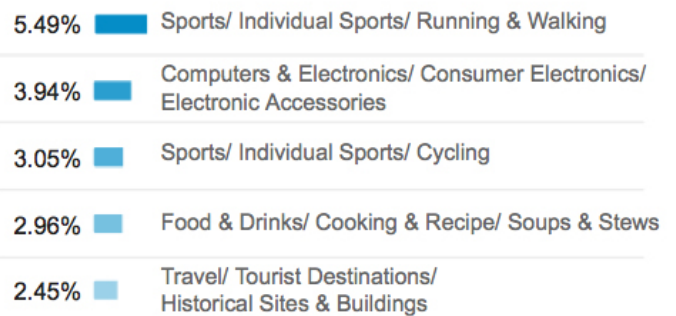 5.49% Sports/ Individual Sports/ Running & Walking
3.94% Computers & Electronics/ Consumer Electronics/
Electronic Accessories
3.05% Sports/ Individual Sports/ Cycling
2.96% Food & Drinks/ Cooking & Recipe/ Soups & Stews
2.45% Travel/ Tourist Destinations/
Historical Sites & Buildings